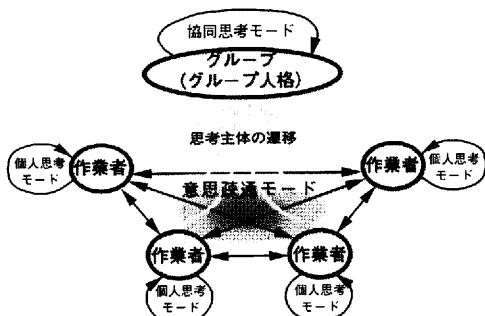 協同思考モード
グループ
(グループ人格)
思考主体の遷移
個人思考
モード
作業者
作業者
個人思考
モード
意思疎通モード
作業者
作業者
個人思考
モード
個人思考
モード